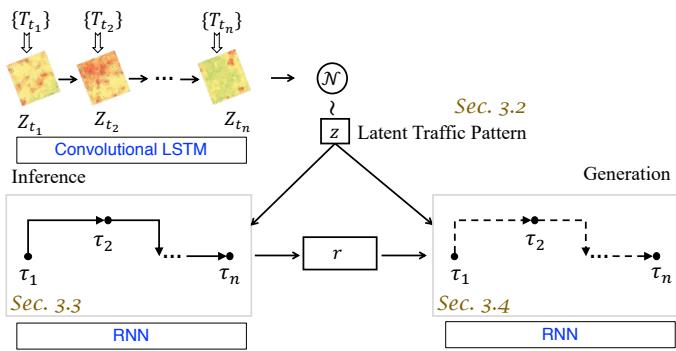 {T_{t_1}} {T_{t_2}} {T_{t_n}}
...
Z_{t_1} Z_{t_2} Z_{t_n}
𝒩
~
Sec. 3.2
z Latent Traffic Pattern
Convolutional LSTM
Inference
Generation
τ_1 τ_2 ... τ_n
r
τ_1 τ_2 ... τ_n
Sec. 3.3
Sec. 3.4
RNN
RNN